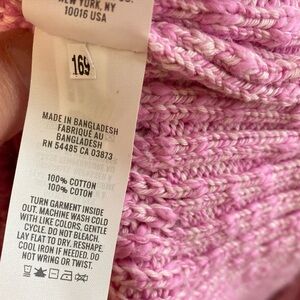 NEW YORK, NY
10016 USA
169
MADE IN BANGLADESH
FABRIQUE AU
BANGLADESH
RN 54485 CA 03873
100% COTTON
100% COTON
TURN GARMENT INSIDE
OUT. MACHINE WASH COLD
WITH LIKE COLORS, GENTLE
CYCLE. DO NOT BLEACH.
LAY FLAT TO DRY. RESHAPE.
COOL IRON IF NEEDED. DO
NOT WRING OR TWIST.